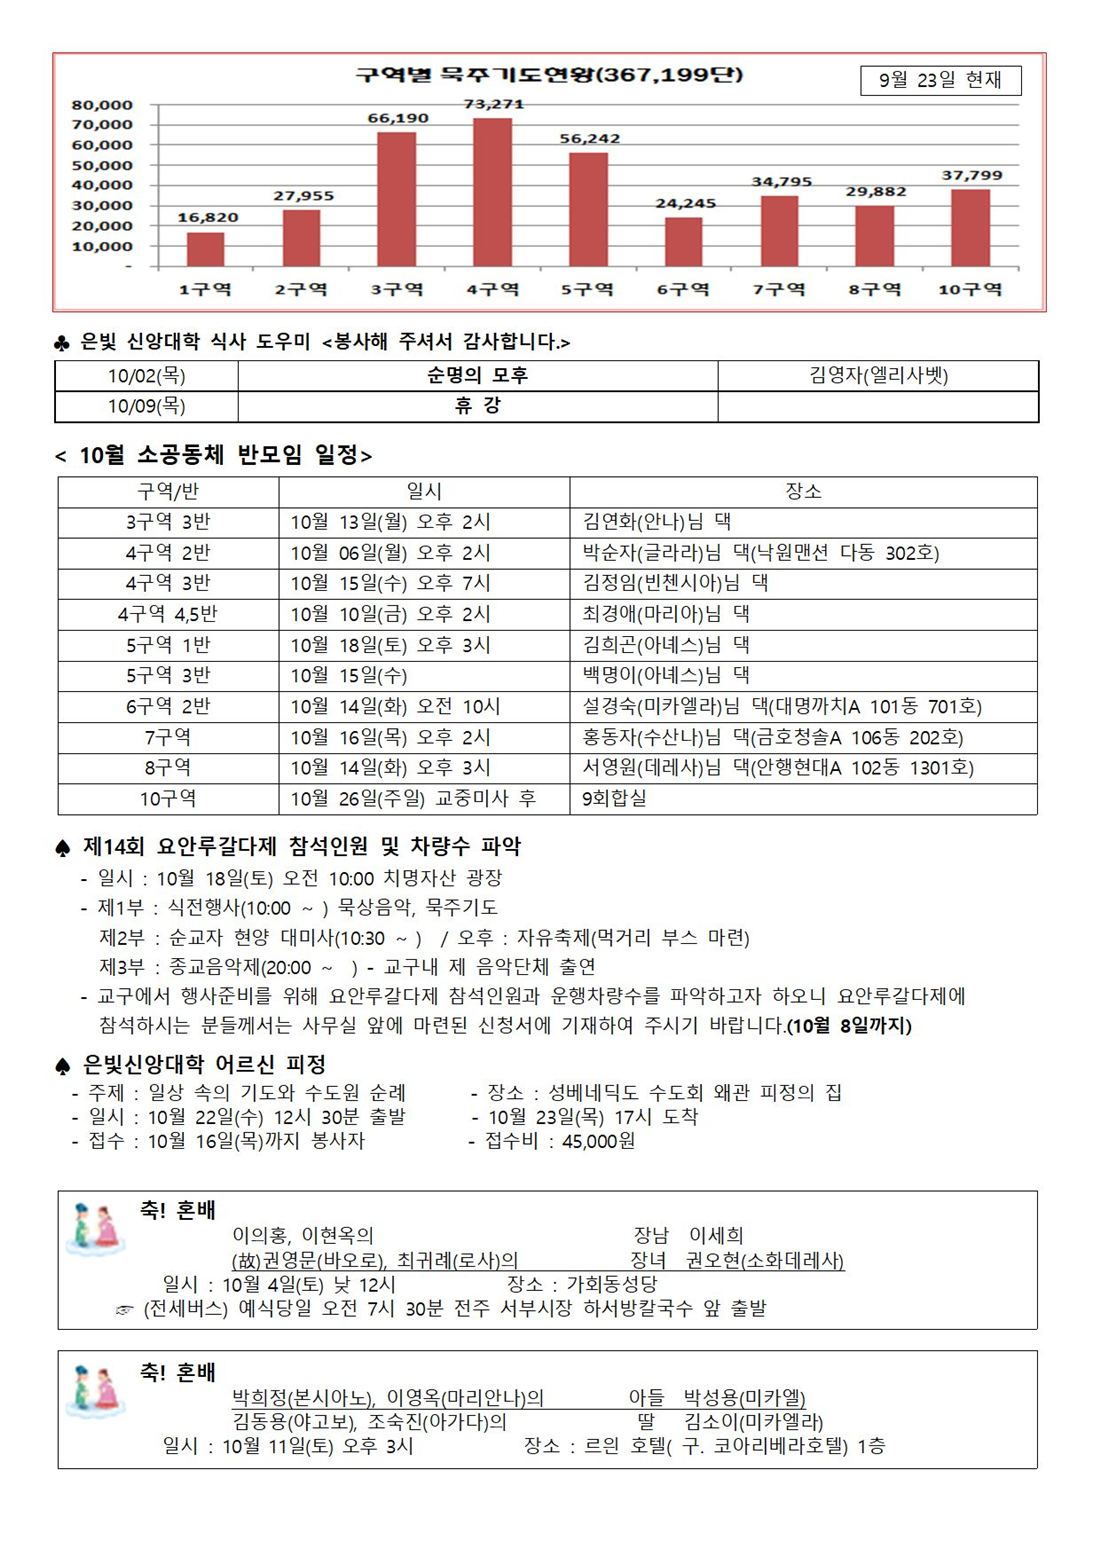 구역별 묵주기도현황(367,199단)
9월 23일 현재
80,000
70,000
60,000
50,000
40,000
30,000
20,000
10,000
-
16,820
27,955
66,190
73,271
56,242
24,245
34,795
29,882
37,799
1구역 2구역 3구역 4구역 5구역 6구역 7구역 8구역 10구역
♣ 은빛 신앙대학 식사 도우미 <봉사해 주셔서 감사합니다.>
10/02(목) 순명의 모후 김영자(엘리사벳)
10/09(목) 휴 강
< 10월 소공동체 반모임 일정>
구역/반 일시 장소
3구역 3반 10월 13일(월) 오후 2시 김연화(안나)님 댁
4구역 2반 10월 06일(월) 오후 2시 박순자(글라라)님 댁(낙원맨션 다동 302호)
4구역 3반 10월 15일(수) 오후 7시 김정임(빈첸시아)님 댁
4구역 4,5반 10월 10일(금) 오후 2시 최경애(마리아)님 댁
5구역 1반 10월 18일(토) 오후 3시 김희곤(아녜스)님 댁
5구역 3반 10월 15일(수) 백명이(아녜스)님 댁
6구역 2반 10월 14일(화) 오전 10시 설경숙(미카엘라)님 댁(대명까치A 101동 701호)
7구역 10월 16일(목) 오후 2시 홍동자(수산나)님 댁(금호청솔A 106동 202호)
8구역 10월 14일(화) 오후 3시 서영원(데레사)님 댁(안행현대A 102동 1301호)
10구역 10월 26일(주일) 교중미사 후 9회합실
♠ 제14회 요안루갈다제 참석인원 및 차량수 파악
- 일시 : 10월 18일(토) 오전 10:00 치명자산 광장
- 제1부 : 식전행사(10:00 ~ ) 묵상음악, 묵주기도
제2부 : 순교자 현양 대미사(10:30 ~ ) / 오후 : 자유축제(먹거리 부스 마련)
제3부 : 종교음악제(20:00 ~ ) - 교구내 제 음악단체 출연
- 교구에서 행사준비를 위해 요안루갈다제 참석인원과 운행차량수를 파악하고자 하오니 요안루갈다제에
참석하시는 분들께서는 사무실 앞에 마련된 신청서에 기재하여 주시기 바랍니다.(10월 8일까지)
♠ 은빛신앙대학 어르신 피정
- 주제 : 일상 속의 기도와 수도원 순례 - 장소 : 성베네딕도 수도회 왜관 피정의 집
- 일시 : 10월 22일(수) 12시 30분 출발 - 10월 23일(목) 17시 도착
- 접수 : 10월 16일(목)까지 봉사자 - 접수비 : 45,000원
축! 혼배
이의홍, 이현옥의 장남 이세희
(故)권영문(바오로), 최귀례(로사)의 장녀 권오현(소화데레사)
일시 : 10월 4일(토) 낮 12시 장소 : 가회동성당
☞ (전세버스) 예식당일 오전 7시 30분 전주 서부시장 하서방칼국수 앞 출발
축! 혼배
박희정(본시아노), 이영옥(마리안나)의 아들 박성용(미카엘)
김동용(야고보), 조숙진(아가다)의 딸 김소이(미카엘라)
일시 : 10월 11일(토) 오후 3시 장소 : 르윈 호텔( 구. 코아리베라호텔) 1층